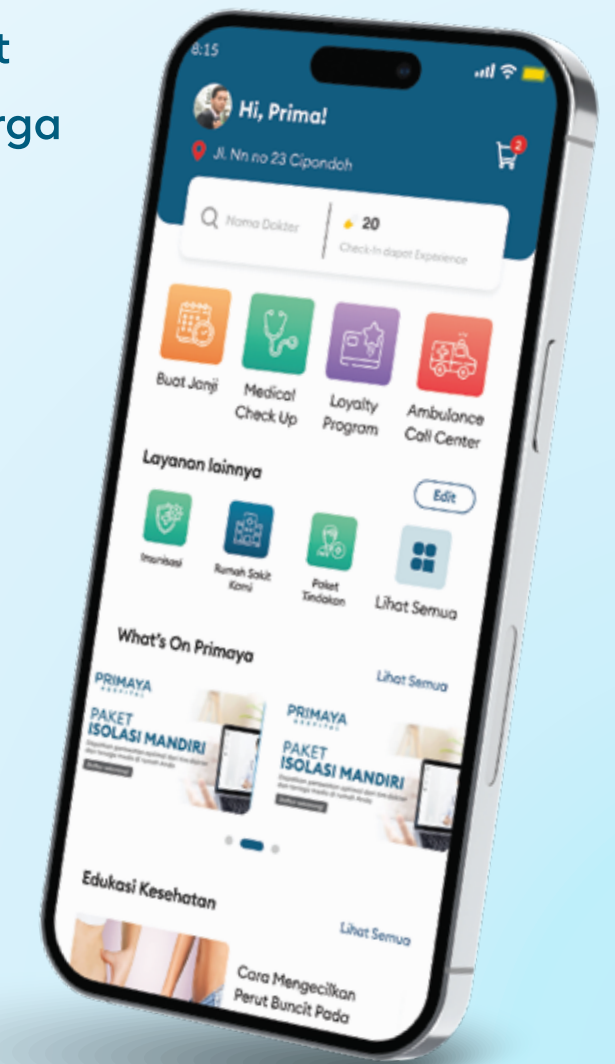 t
rga
8:15
Hi, Prima!
2
Jl. Nn no 23 Cipondoh
Nama Dokter
20
Check-In dapat Experience
Buat Janji
Medical
Check Up
Loyalty
Program
Ambulance
Call Center
Layanan lainnya
Edit
Imunisasi
Rumah Sakit
Kami
Paket
Tindakan
Lihat Semua
What's On Primaya
Lihat Semua
PRIMAYA
HOSPITAL
PAKET
ISOLASI MANDIRI
PRIMAYA
HOSPITAL
PAKET
ISOLASI MANDIRI
Edukasi Kesehatan
Lihat Semua
Cara Mengecilkan
Perut Buncit Pada